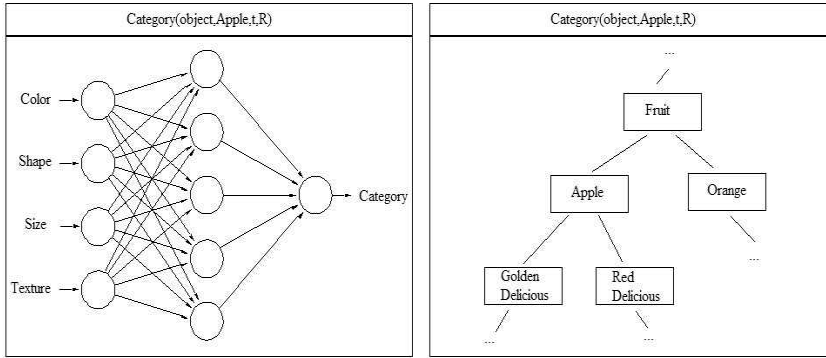 Category(object,Apple,t,R)
Color
Shape
Size
Texture
Category
Category(object,Apple,t,R)
...
Fruit
Apple
Orange
...
Golden
Delicious
Red
Delicious
...
...